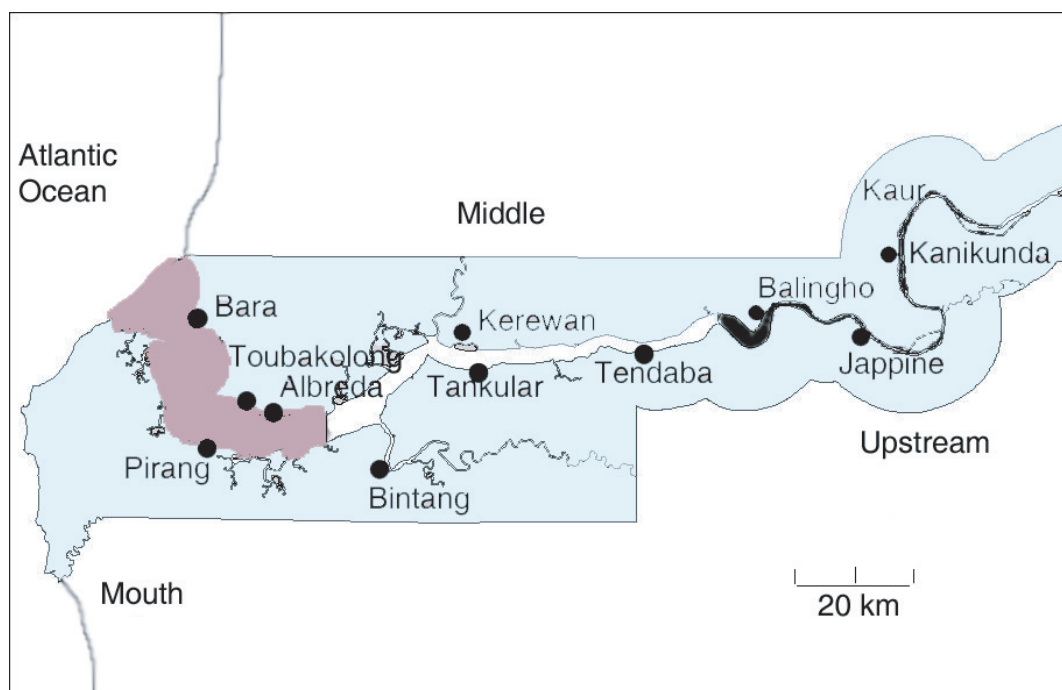 Atlantic
Ocean
Middle
Kaur
Kanikunda
Balingho
Bara
Kerewan
Toubakolong
Albreda
Tankular
Tendaba
Jappine
Pirang
Bintang
Upstream
Mouth
20 km